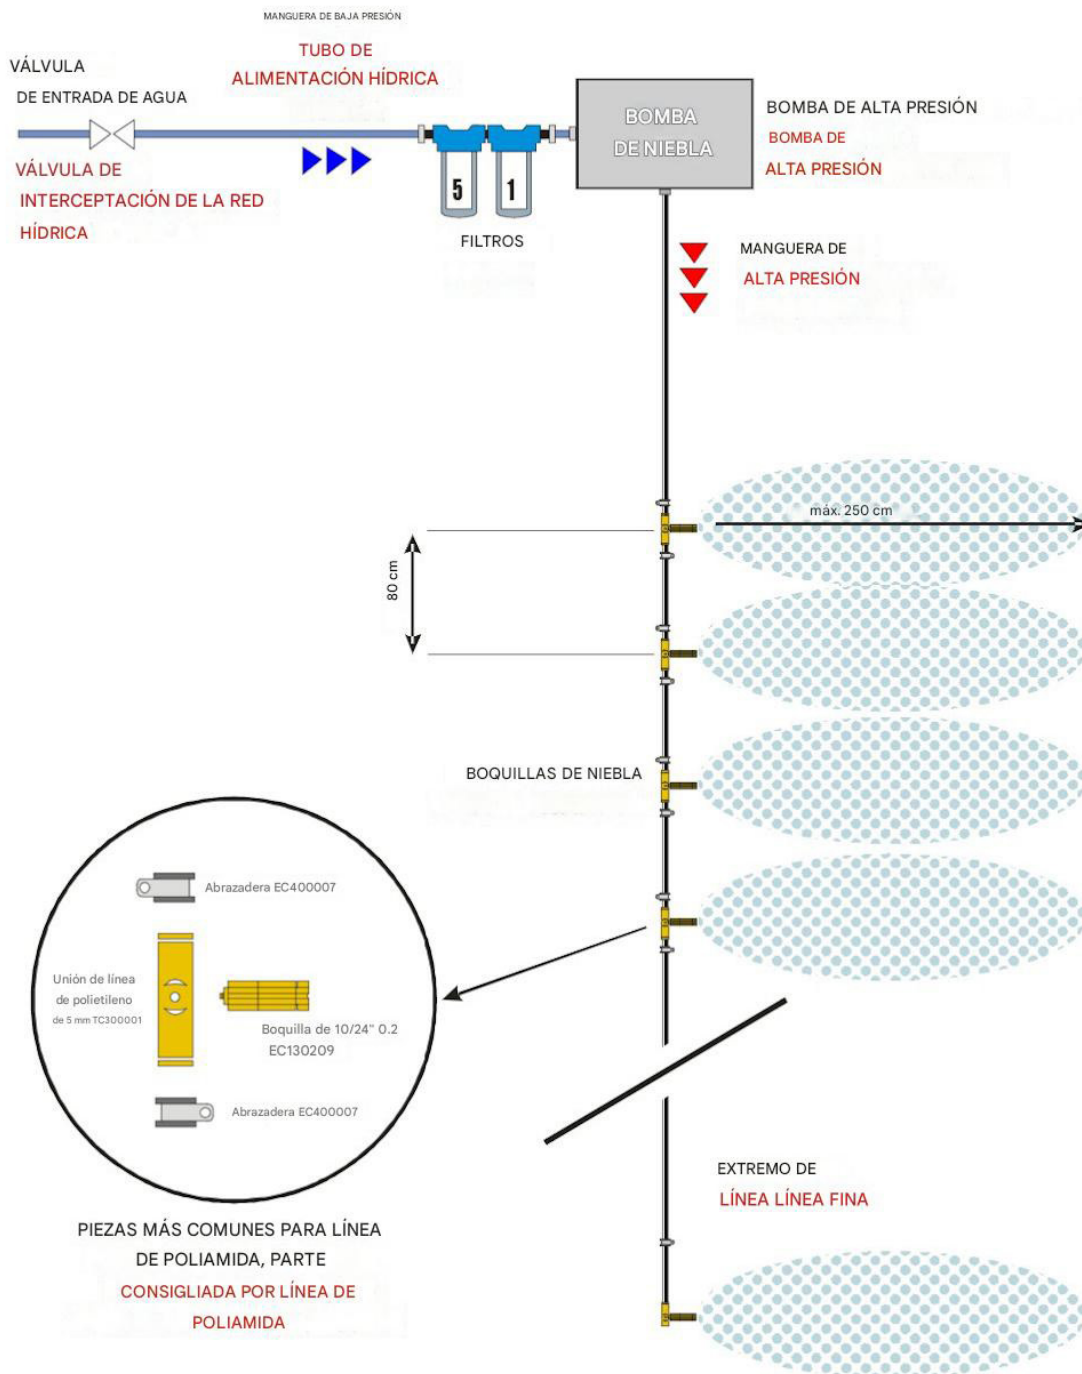 MANGUERA DE BAJA PRESIÓN
TUBO DE
ALIMENTACIÓN HÍDRICA
VÁLVULA
DE ENTRADA DE AGUA
VÁLVULA DE
INTERCEPTACIÓN DE LA RED
HÍDRICA
5
1
FILTROS
BOMBA
DE NIEBLA
BOMBA DE ALTA PRESIÓN
BOMBA DE
ALTA PRESIÓN
MANGUERA DE
ALTA PRESIÓN
máx. 250 cm
80 cm
BOQUILLAS DE NIEBLA
Abrazadera EC400007
Unión de línea
de polietileno
de 5 mm TC300001
Boquilla de 10/24" 0.2
EC130209
Abrazadera EC400007
PIEZAS MÁS COMUNES PARA LÍNEA
DE POLIAMIDA, PARTE
CONSIGLIADA POR LÍNEA DE
POLIAMIDA
EXTREMO DE
LÍNEA LÍNEA FINA